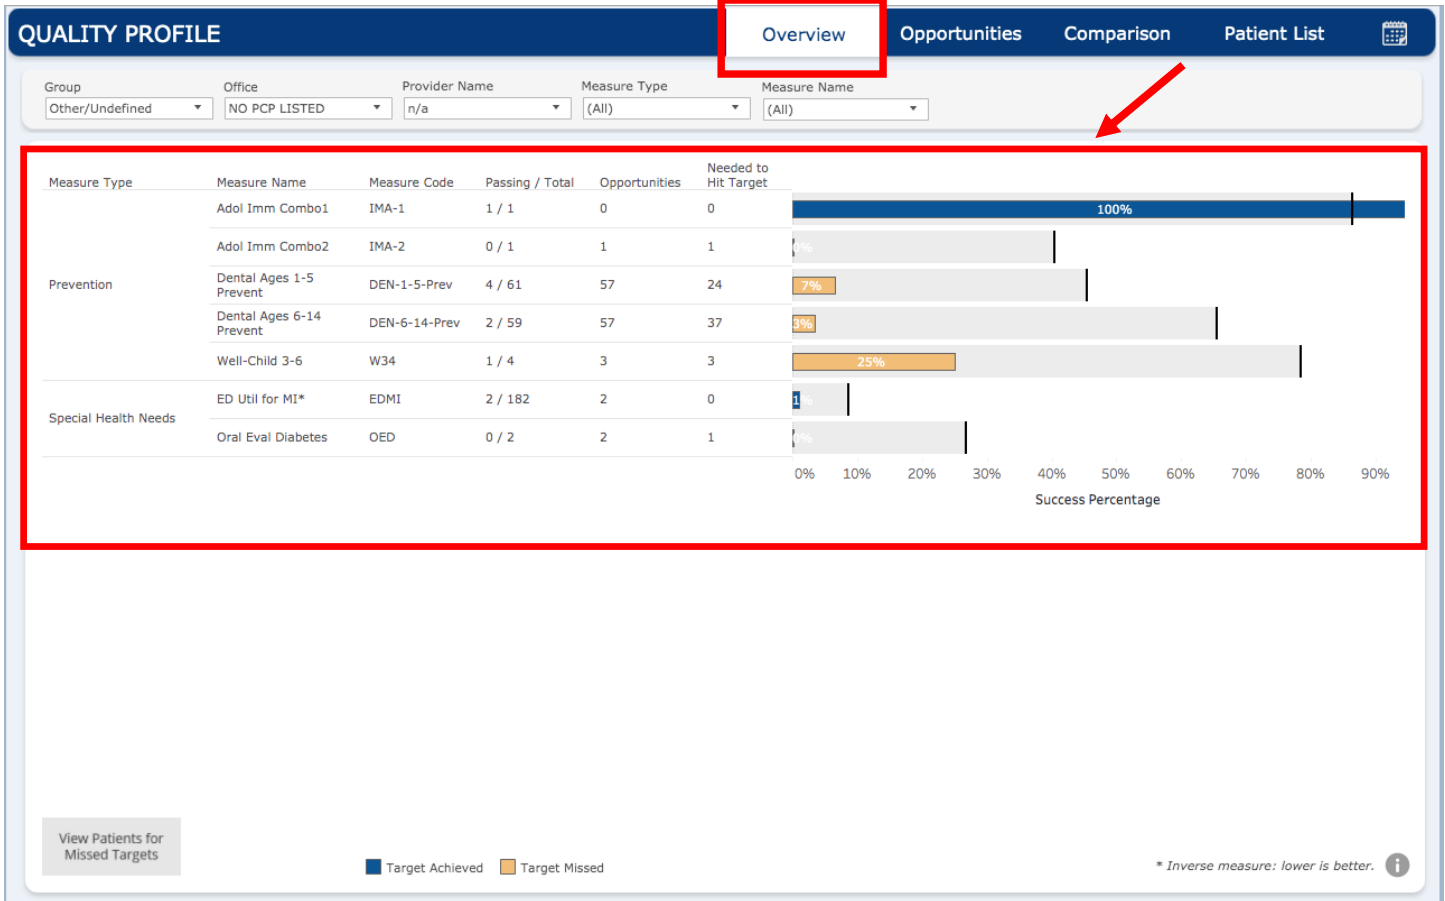 QUALITY PROFILE
Overview
Opportunities
Comparison
Patient List
Group
Office
Provider Name
Measure Type
Measure Name
Other/Undefined
NO PCP LISTED
n/a
(All)
(All)
Measure Type
Measure Name
Measure Code
Passing / Total
Opportunities
Needed to
Hit Target
Prevention
Adol Imm Combo1
IMA-1
1 / 1
0
0
100%
Adol Imm Combo2
IMA-2
0 / 1
1
1
0%
Dental Ages 1-5
Prevent
DEN-1-5-Prev
4 / 61
57
24
7%
Dental Ages 6-14
Prevent
DEN-6-14-Prev
2 / 59
57
37
3%
Well-Child 3-6
W34
1 / 4
3
3
25%
Special Health Needs
ED Util for MI*
EDMI
2 / 182
2
0
1%
Oral Eval Diabetes
OED
0 / 2
2
1
0%
0% 10% 20% 30% 40% 50% 60% 70% 80% 90%
Success Percentage
View Patients for
Missed Targets
Target Achieved
Target Missed
* Inverse measure: lower is better.
i